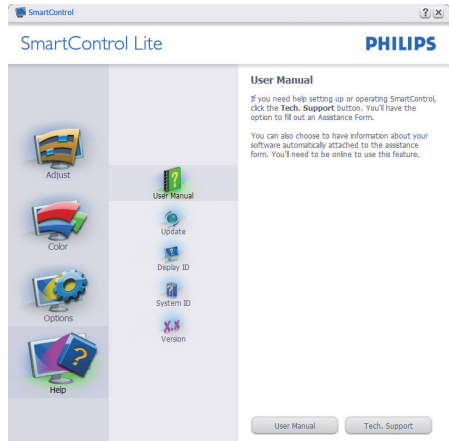 SmartControl
SmartControl Lite
PHILIPS
Adjust
Color
Options
Help
User Manual
Update
Display ID
System ID
X.X
Version
User Manual
If you need help setting up or operating SmartControl,
click the Tech. Support button. You'll have the
option to fill out an Assistance Form.
You can also choose to have information about your
software automatically attached to the assistance
form. You'll need to be online to use this feature.
User Manual
Tech. Support